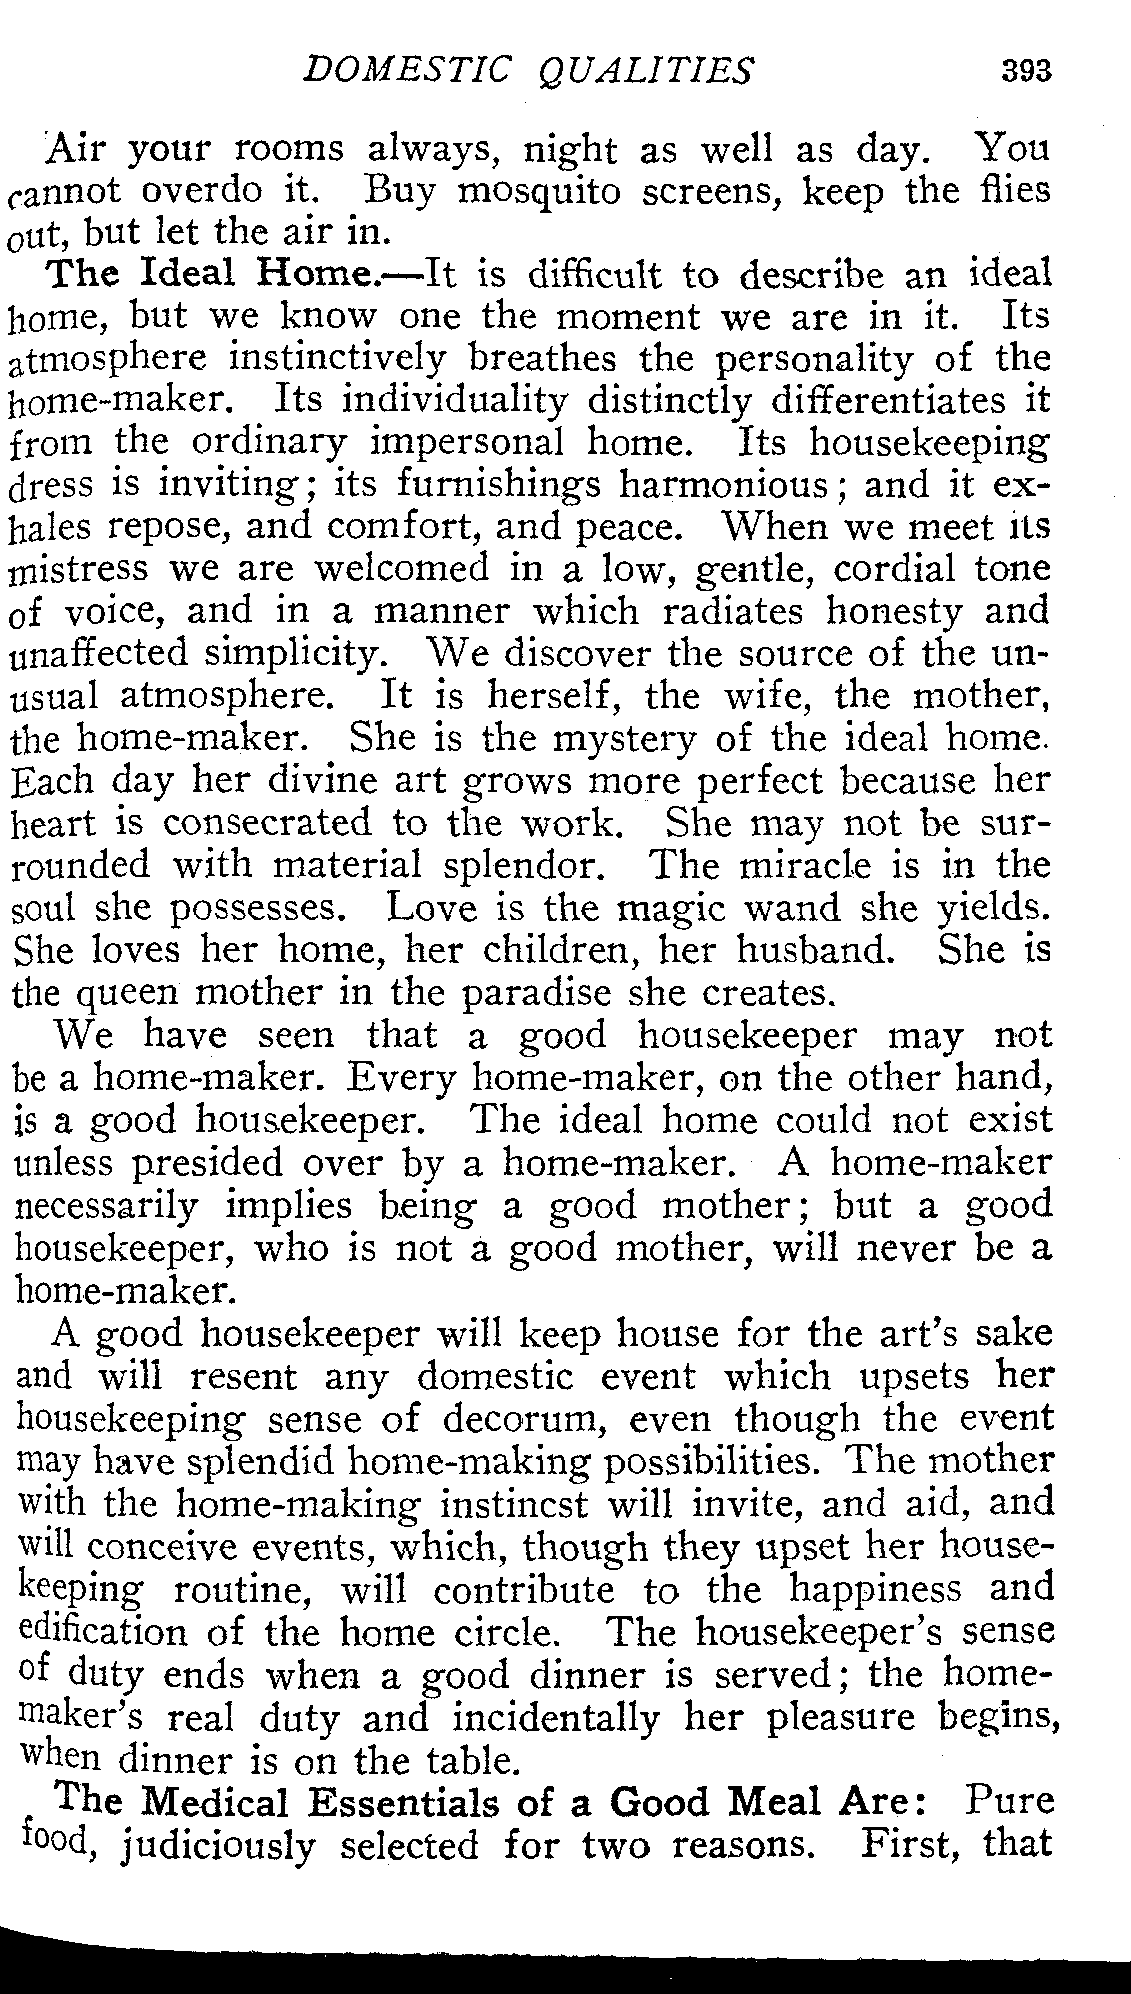 DOMESTIC QUALITIES 393
Air your rooms always, night as well as day. You
cannot overdo it. Buy mosquito screens, keep the flies
out, but let the air in.
The Ideal Home.—It is difficult to describe an ideal
home, but we know one the moment we are in it. Its
atmosphere instinctively breathes the personality of the
home-maker. Its individuality distinctly differentiates it
from the ordinary impersonal home. Its housekeeping
dress is inviting; its furnishings harmonious; and it ex-
hales repose, and comfort, and peace. When we meet its
mistress we are welcomed in a low, gentle, cordial tone
of voice, and in a manner which radiates honesty and
unaffected simplicity. We discover the source of the un-
usual atmosphere. It is herself, the wife, the mother,
the home-maker. She is the mystery of the ideal home.
Each day her divine art grows more perfect because her
heart is consecrated to the work. She may not be sur-
rounded with material splendor. The miracle is in the
soul she possesses. Love is the magic wand she yields.
She loves her home, her children, her husband. She is
the queen mother in the paradise she creates.
We have seen that a good housekeeper may not
be a home-maker. Every home-maker, on the other hand,
is a good housekeeper. The ideal home could not exist
unless presided over by a home-maker. A home-maker
necessarily implies being a good mother; but a good
housekeeper, who is not a good mother, will never be a
home-maker.
A good housekeeper will keep house for the art's sake
and will resent any domestic event which upsets her
housekeeping sense of decorum, even though the event
may have splendid home-making possibilities. The mother
with the home-making instincst will invite, and aid, and
will conceive events, which, though they upset her house-
keeping routine, will contribute to the happiness and
edification of the home circle. The housekeeper's sense
of duty ends when a good dinner is served; the home-
maker's real duty and incidentally her pleasure begins,
when dinner is on the table.
The Medical Essentials of a Good Meal Are: Pure
food, judiciously selected for two reasons. First, that